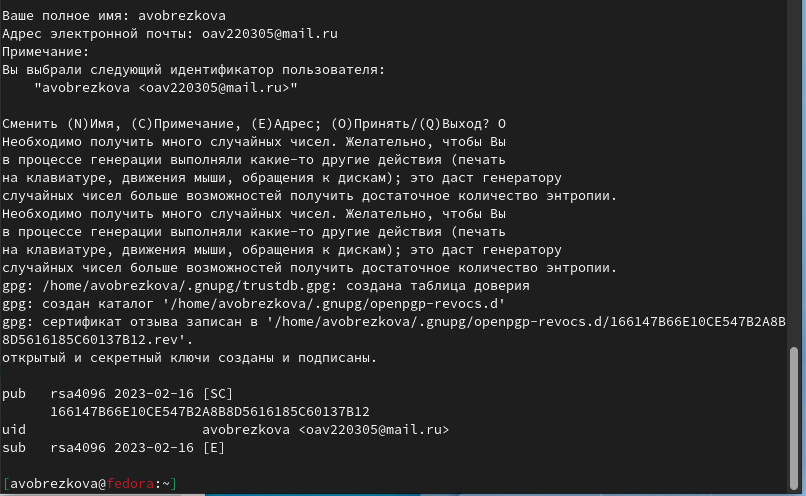 Ваше полное имя: avobrezkova
Адрес электронной почты: oav220305@mail.ru
Примечание:
Вы выбрали следующий идентификатор пользователя:
    "avobrezkova <oav220305@mail.ru>"

Сменить (N)Имя, (C)Примечание, (E)Адрес; (O)Принять/(Q)Выход? O
Необходимо получить много случайных чисел. Желательно, чтобы Вы
в процессе генерации выполняли какие-то другие действия (печать
на клавиатуре, движения мыши, обращения к дискам); это даст генератору
случайных чисел больше возможностей получить достаточное количество энтропии.
Необходимо получить много случайных чисел. Желательно, чтобы Вы
в процессе генерации выполняли какие-то другие действия (печать
на клавиатуре, движения мыши, обращения к дискам); это даст генератору
случайных чисел больше возможностей получить достаточное количество энтропии.
gpg: /home/avobrezkova/.gnupg/trustdb.gpg: создана таблица доверия
gpg: создан каталог '/home/avobrezkova/.gnupg/openpgp-revocs.d'
gpg: сертификат отзыва записан в '/home/avobrezkova/.gnupg/openpgp-revocs.d/166147B66E10CE547B2A8B
8D5616185C60137B12.rev'.
открытый и секретный ключи созданы и подписаны.

pub   rsa4096 2023-02-16 [SC]
      166147B66E10CE547B2A8B8D5616185C60137B12
uid                      avobrezkova <oav220305@mail.ru>
sub   rsa4096 2023-02-16 [E]

[avobrezkova@fedora:~]